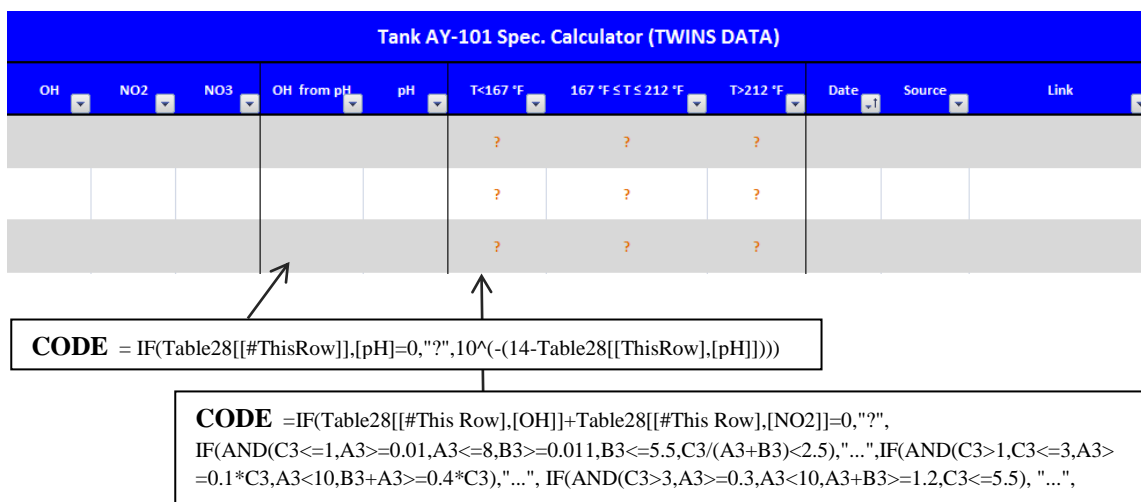 Tank AY-101 Spec. Calculator (TWINS DATA)
OH NO2 NO3 OH from pH pH T<167 °F 167 °F ≤ T ≤ 212 °F T>212 °F Date Source Link
? ? ?
? ? ?
? ? ?
CODE = IF(Table28[[#ThisRow]],[pH]=0,"?",10^(-(14-Table28[[ThisRow],[pH]])))
CODE =IF(Table28[[#This Row],[OH]]+Table28[[#This Row],[NO2]]=0,"?",
IF(AND(C3<=1,A3>=0.01,A3<=8,B3>=0.011,B3<=5.5,C3/(A3+B3)<2.5),"...",IF(AND(C3>1,C3<=3,A3>
=0.1*C3,A3<10,B3+A3>=0.4*C3),"...", IF(AND(C3>3,A3>=0.3,A3<10,A3+B3>=1.2,C3<=5.5), "...",